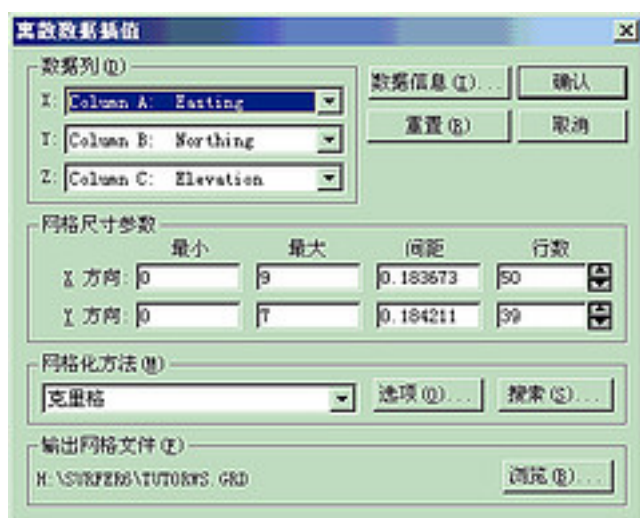 离散数据插值
数据列(D)
X: Column A: Easting
Y: Column B: Northing
Z: Column C: Elevation
数据信息(I)... 确认
重置(R) 取消
网格尺寸参数
最小 最大 间距 行数
X 方向: 0 9 0.183673 50
Y 方向: 0 7 0.184211 39
网格化方法(M)
克里格 选项(O)... 搜索(S)...
输出网格文件(F)
H:\SURFER6\TUTORWS.GRD 浏览(B)...